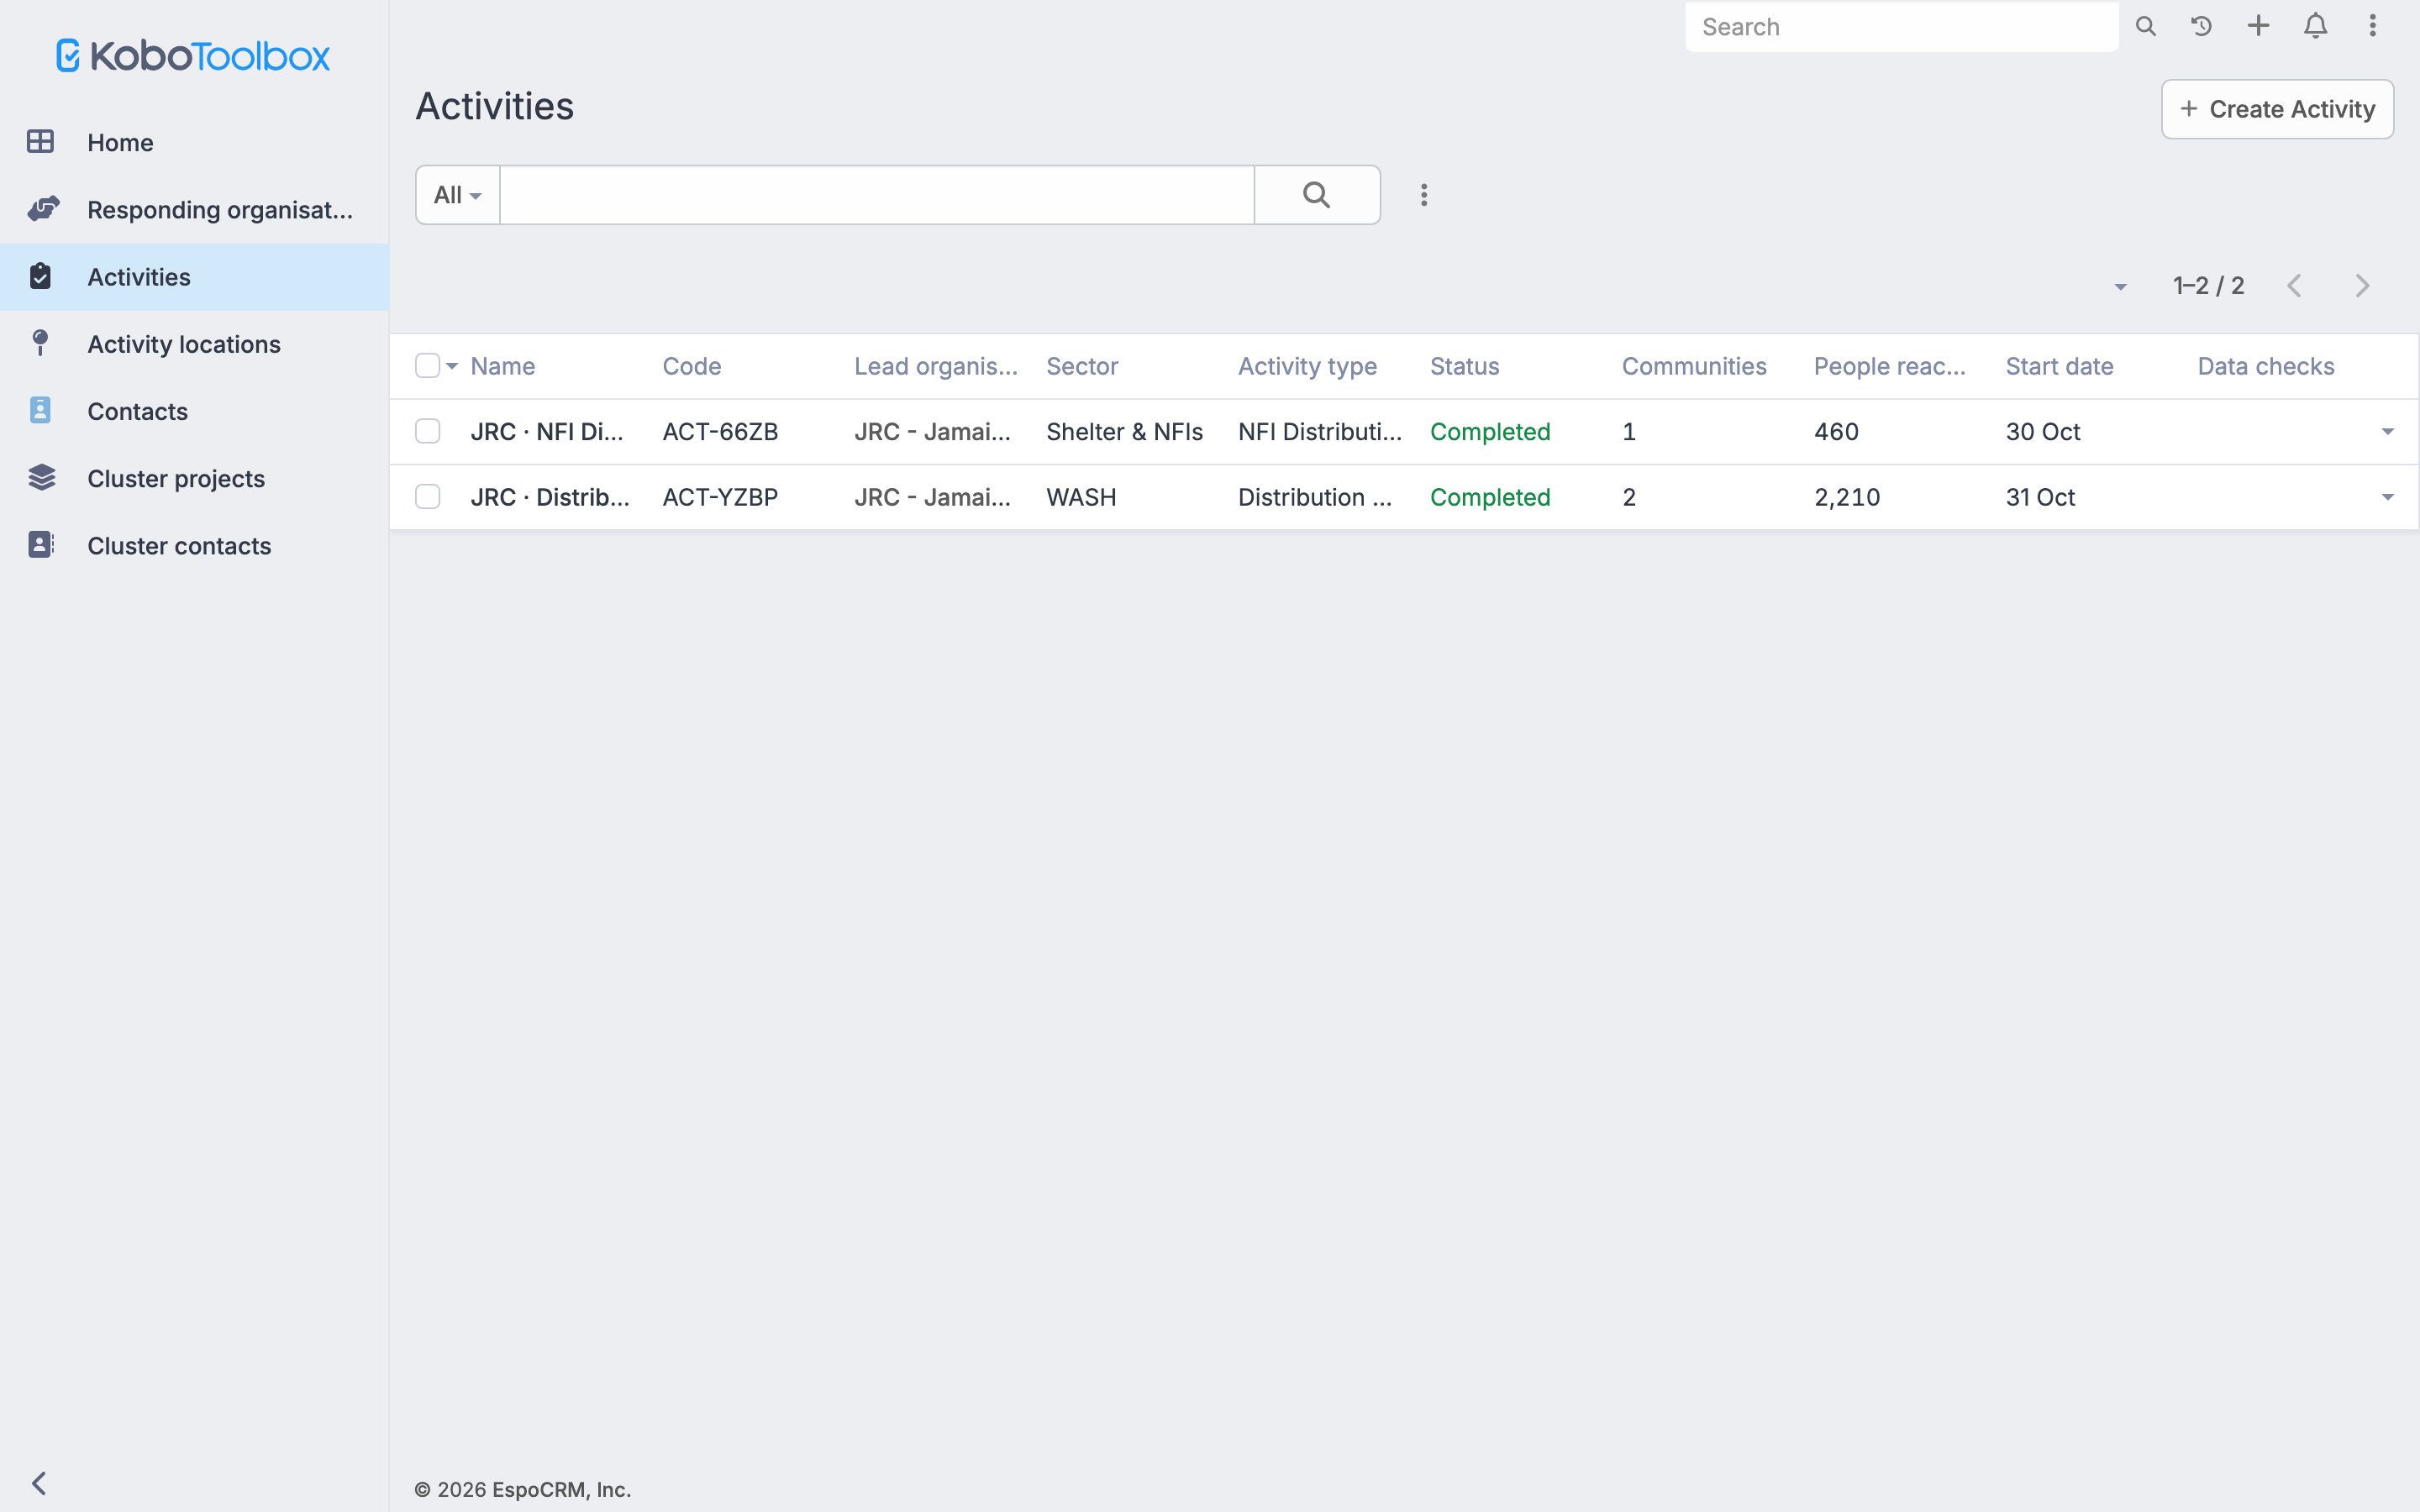 KoboToolbox
Search
Home
Responding organisat...
Activities
Activity locations
Contacts
Cluster projects
Cluster contacts
Activities
+ Create Activity
All
1–2 / 2
Name Code Lead organis... Sector Activity type Status Communities People reac... Start date Data checks
JRC · NFI Di... ACT-66ZB JRC - Jamai... Shelter & NFIs NFI Distributi... Completed 1 460 30 Oct
JRC · Distrib... ACT-YZBP JRC - Jamai... WASH Distribution ... Completed 2 2,210 31 Oct
© 2026 EspoCRM, Inc.